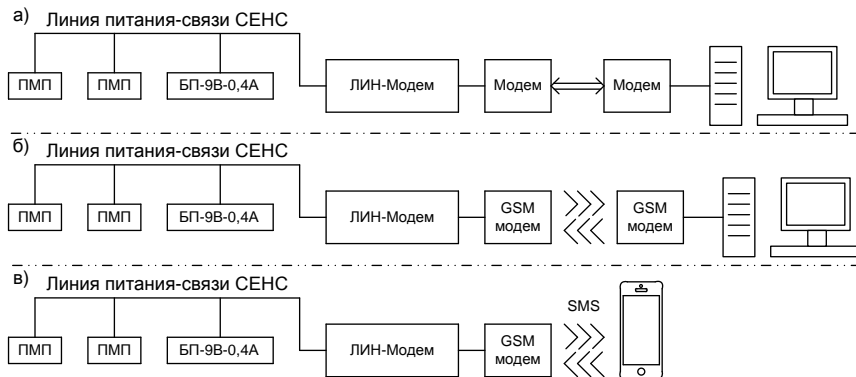 а)
Линия питания-связи СЕНС
ПМП
ПМП
БП-9В-0,4А
ЛИН-Модем
Модем
Модем
б)
Линия питания-связи СЕНС
ПМП
ПМП
БП-9В-0,4А
ЛИН-Модем
GSM
модем
GSM
модем
в)
Линия питания-связи СЕНС
ПМП
ПМП
БП-9В-0,4А
ЛИН-Модем
GSM
модем
SMS